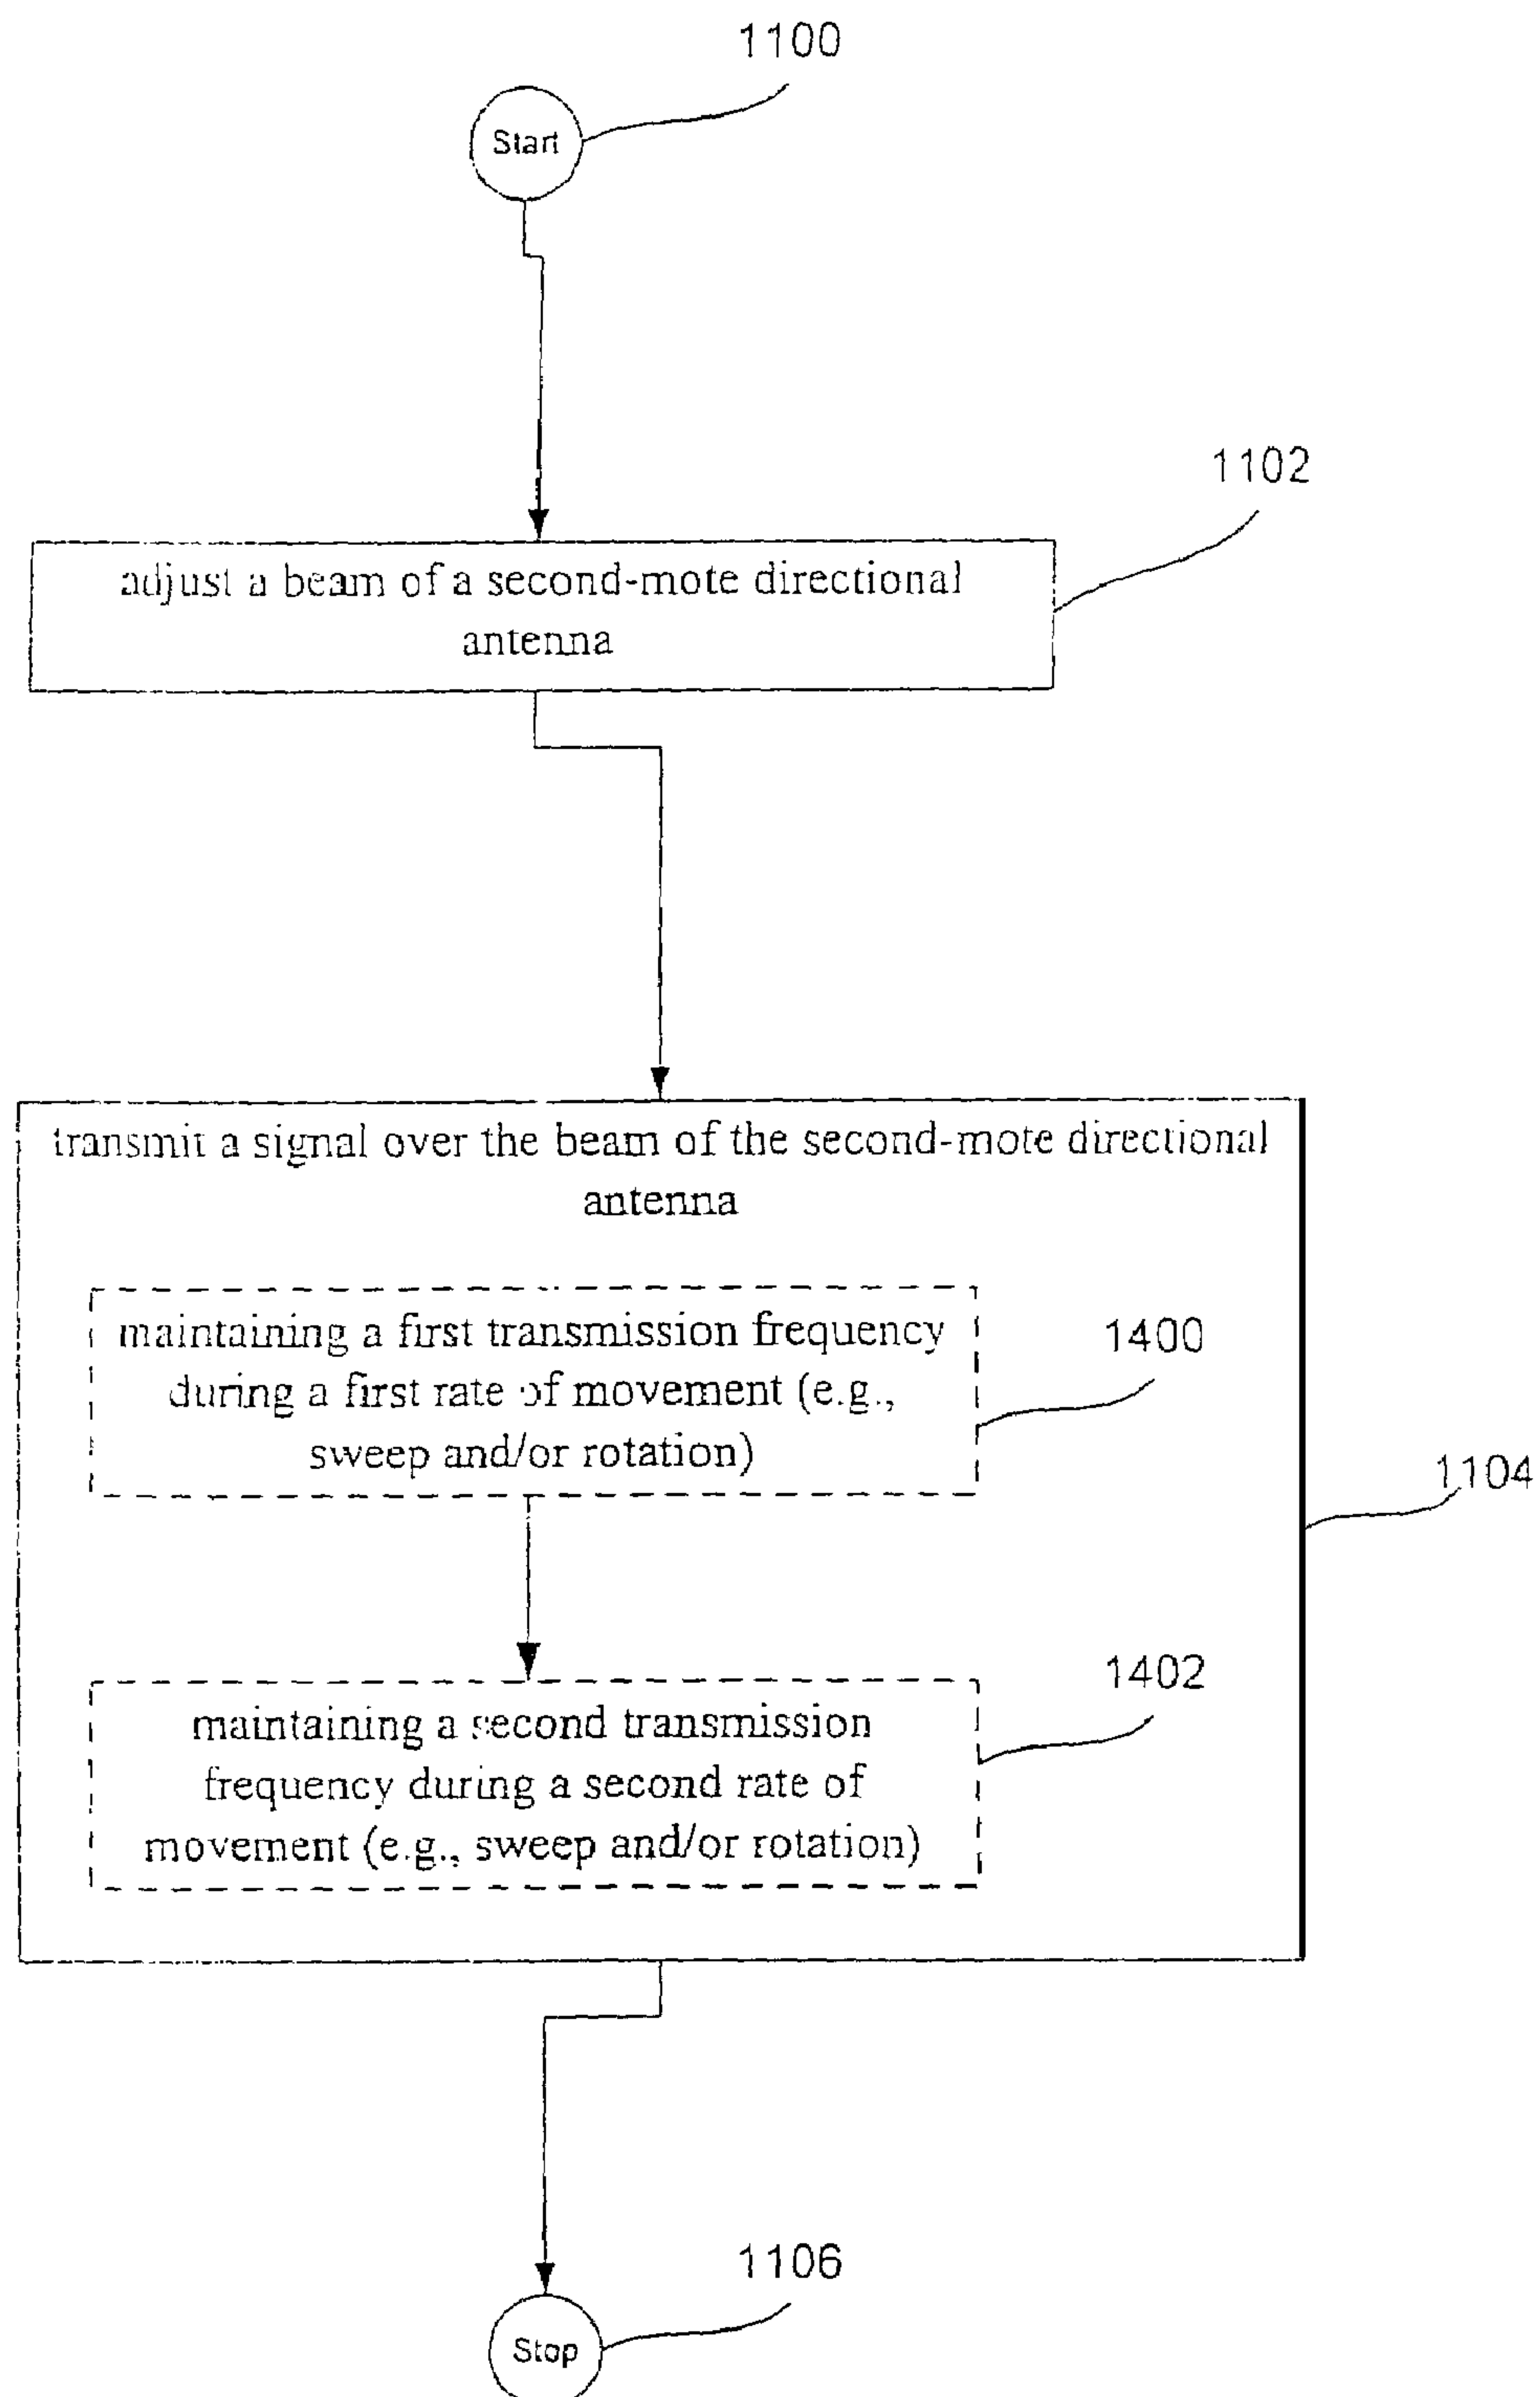 1100
Start
1102
adjust a beam of a second-mote directional
antenna
transmit a signal over the beam of the second-mote directional
antenna
maintaining a first transmission frequency
during a first rate of movement (e.g.,
sweep and/or rotation)
1400
1104
1402
maintaining a second transmission
frequency during a second rate of
movement (e.g., sweep and/or rotation)
1106
Stop